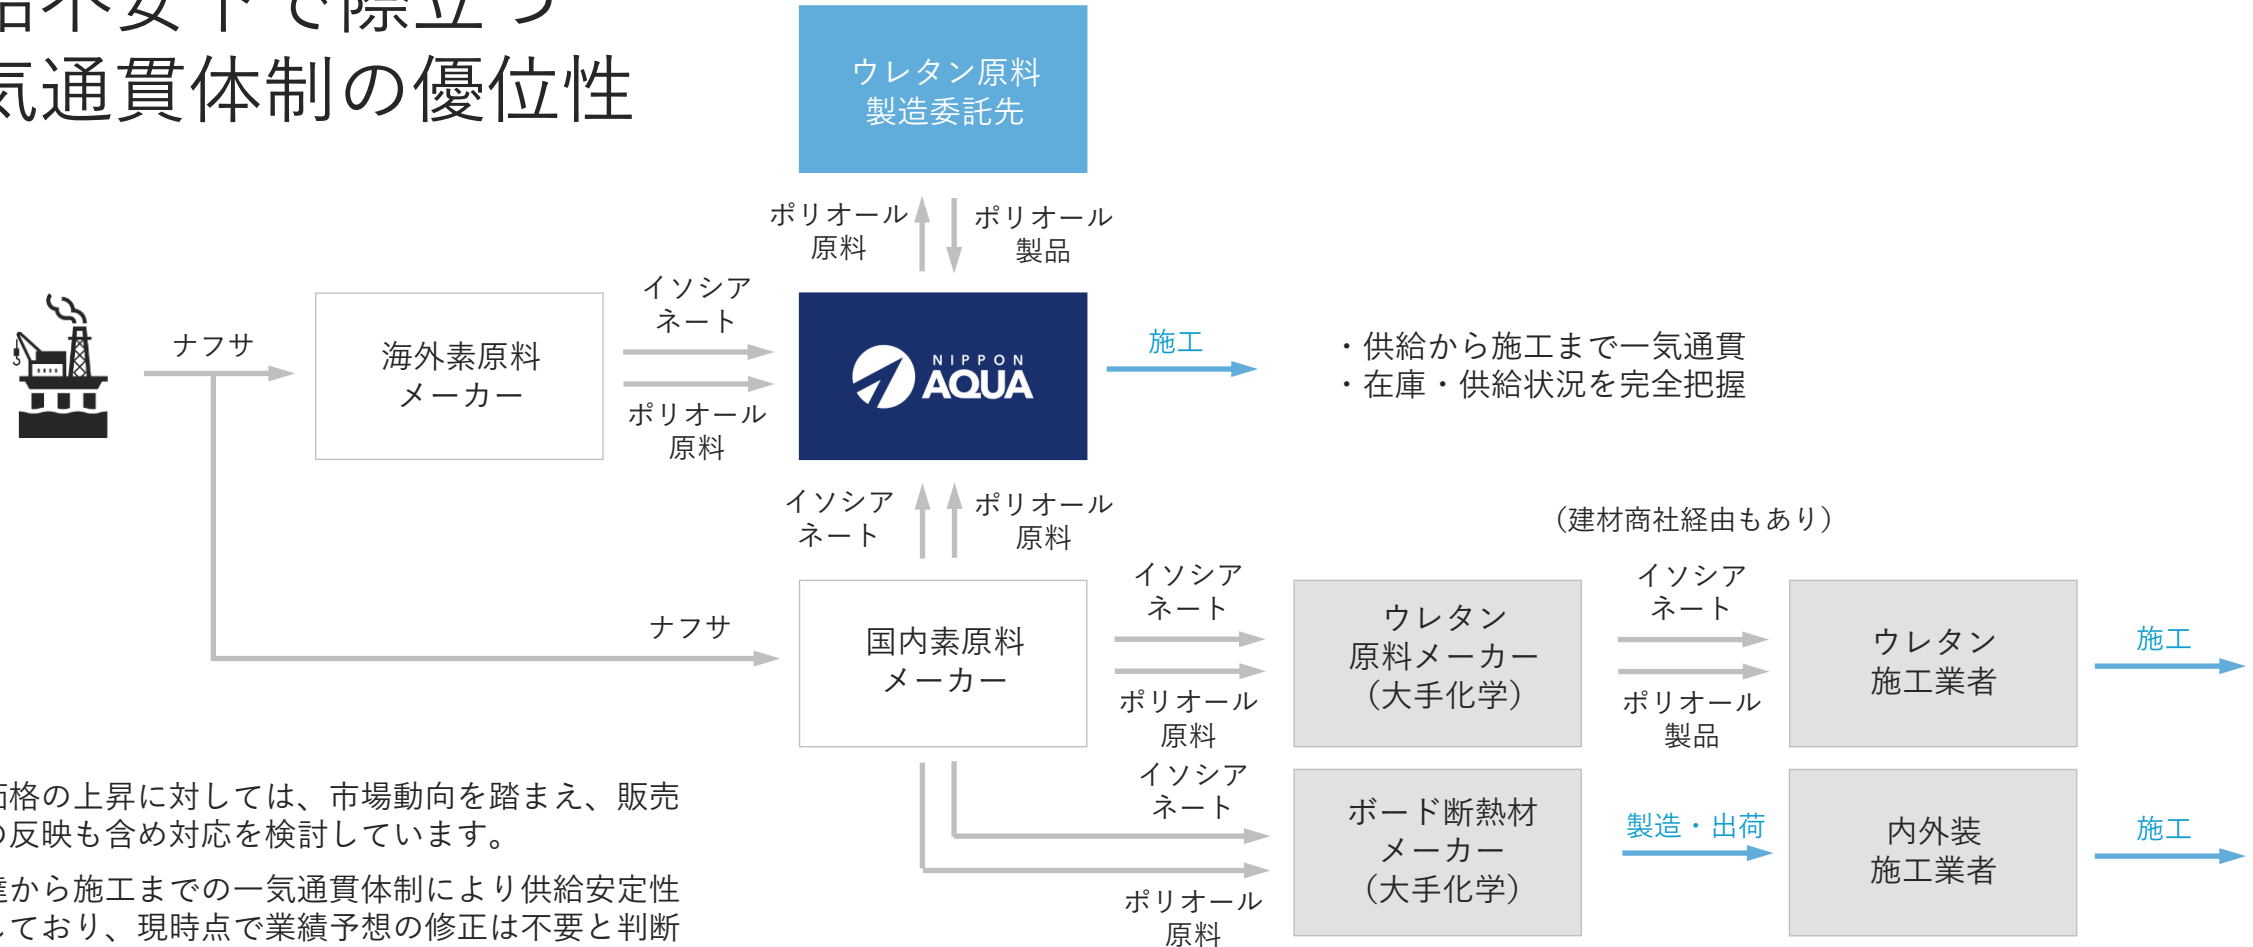 給不安下で際立つ
気通貫体制の優位性
ウレタン原料
製造委託先
ポリオール
原料
ポリオール
製品
ナフサ
海外素原料
メーカー
イソシア
ネート
ポリオール
原料
NIPPON
AQUA
施工
・供給から施工まで一気通貫
・在庫・供給状況を完全把握
イソシア
ネート
ポリオール
原料
（建材商社経由もあり）
ナフサ
国内素原料
メーカー
イソシア
ネート
ポリオール
原料
ウレタン
原料メーカー
（大手化学）
イソシア
ネート
ポリオール
製品
ウレタン
施工業者
施工
イソシア
ネート
ポリオール
原料
ボード断熱材
メーカー
（大手化学）
製造・出荷
内外装
施工業者
施工
価格の上昇に対しては、市場動向を踏まえ、販売
の反映も含め対応を検討しています。
達から施工までの一気通貫体制により供給安定性
しており、現時点で業績予想の修正は不要と判断